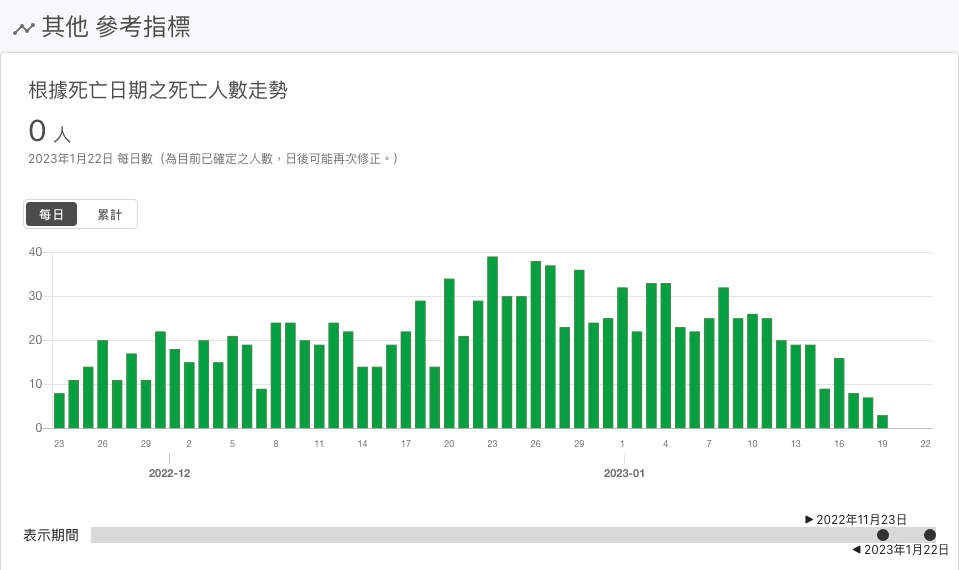 其他 參考指標
根據死亡日期之死亡人數走勢
0 人
2023年1月22日 每日數（為目前已確定之人數，日後可能再次修正。）
每日 累計
40
30
20
10
0
23 26 29 2 5 8 11 14 17 20 23 26 29 1 4 7 10 13 16 19 22
2022-12 2023-01
▶ 2022年11月23日
表示期間
◀ 2023年1月22日